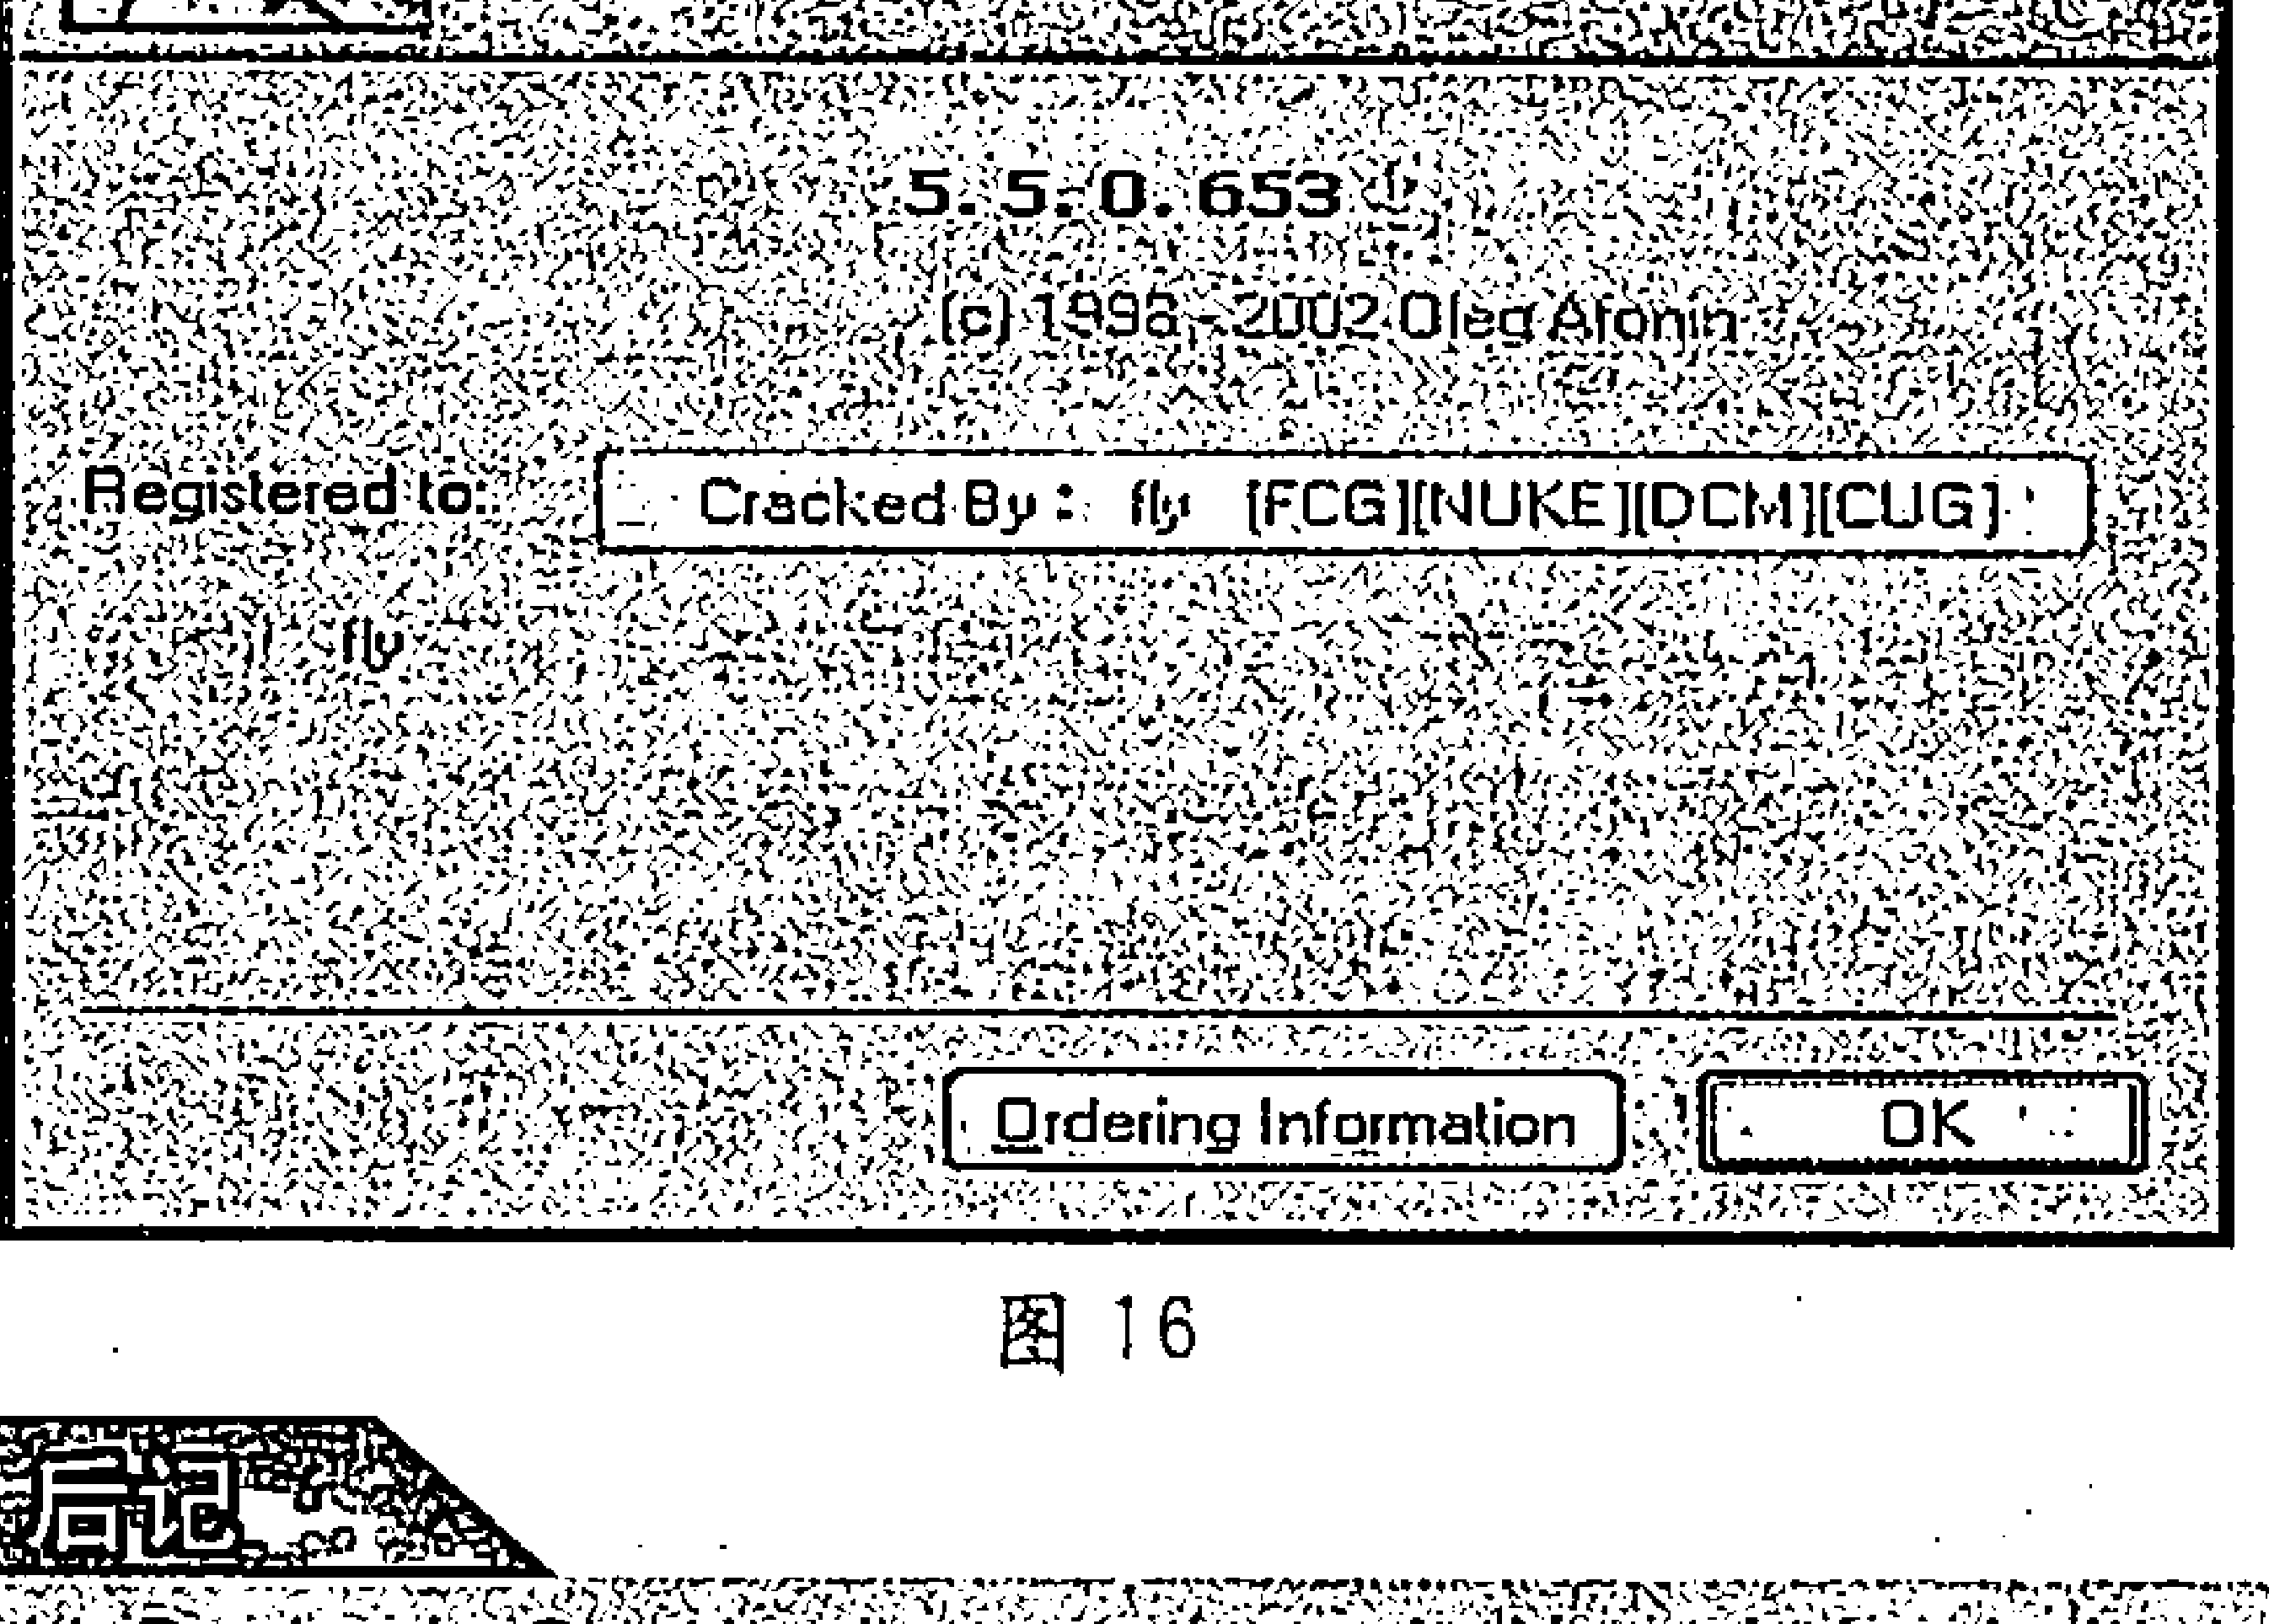 5.5.0.653
(c) 1998 - 2002 Oleg Afonin
Registered to: Cracked By : fly [FCG][NUKE][DCM][CUG]
fly
Ordering Information OK
图 16
后记